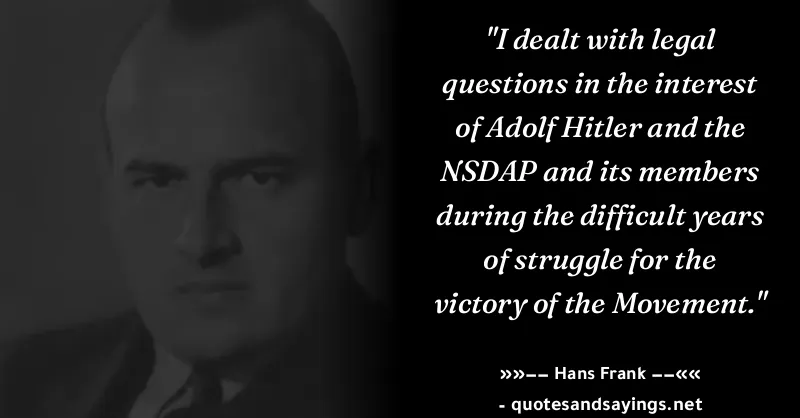 "I dealt with legal
questions in the interest
of Adolf Hitler and the
NSDAP and its members
during the difficult years
of struggle for the
victory of the Movement."
»»−− Hans Frank −−««
- quotesandsayings.net